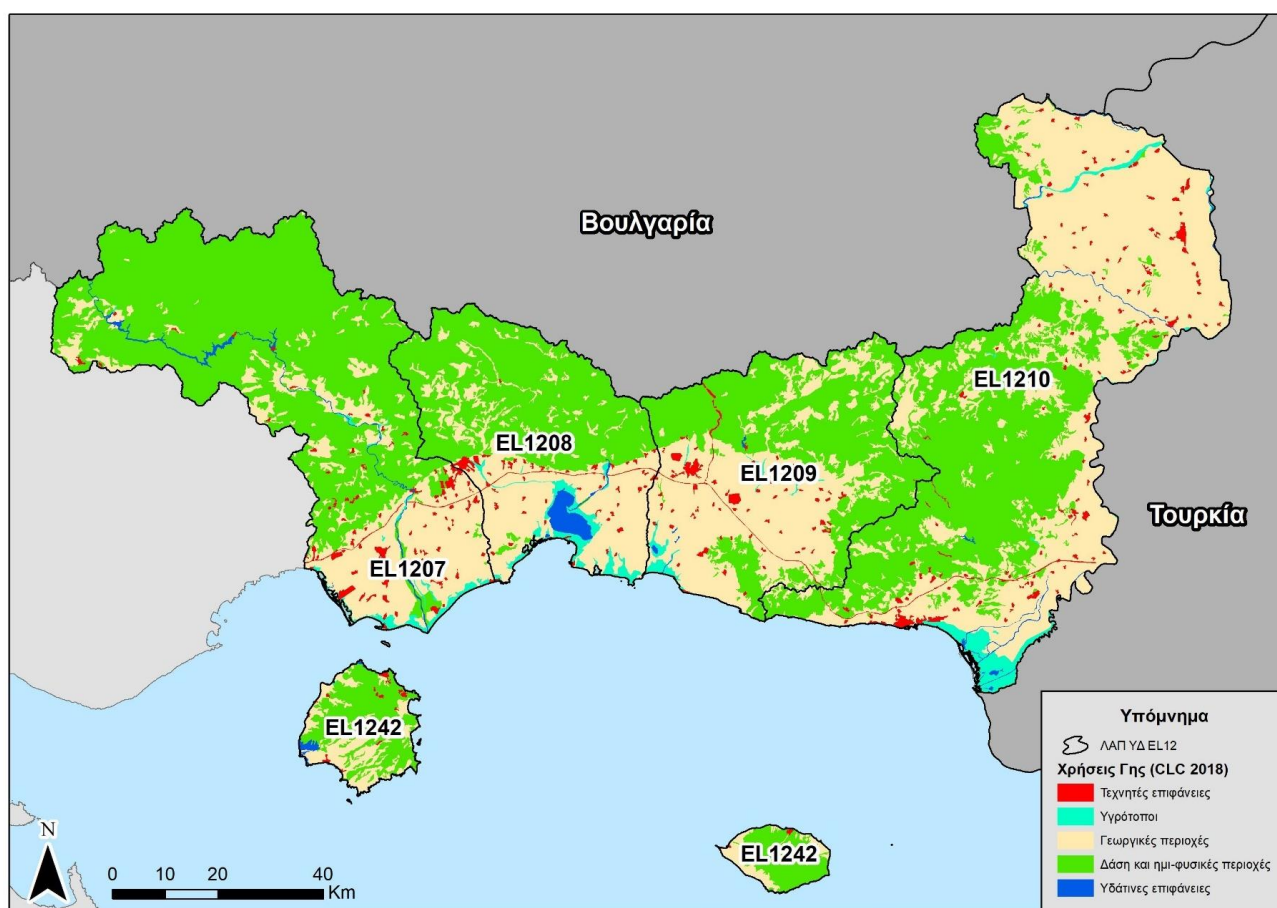 Βουλγαρία
EL1210
EL1208
EL1209
Τουρκία
EL1207
EL1242
EL1242
N
0 10 20 40
Km
Υπόμνημα
ΛΑΠ ΥΔ EL12
Χρήσεις Γης (CLC 2018)
Τεχνητές επιφάνειες
Υγρότοποι
Γεωργικές περιοχές
Δάση και ημι-φυσικές περιοχές
Υδάτινες επιφάνειες